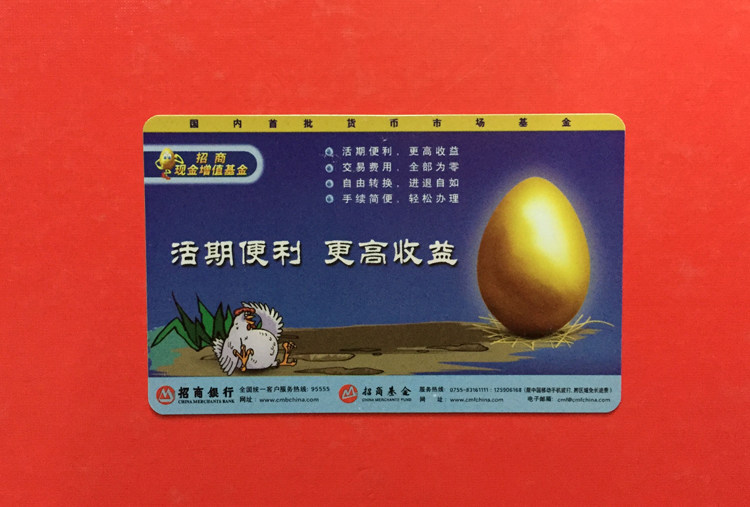 国内首批货币市场基金
招商
现金增值基金
活期便利、更高收益
交易费用、全部为零
自由转换、进退自如
手续简便、轻松办理
活期便利 更高收益
招商银行
CHINA MERCHANTS BANK
全国统一客户服务热线：95555
网址：www.cmbchina.com
招商基金
CHINA MERCHANTS FUND
服务热线：0755-83161111；1259061
网 址：www.cmfchina.com 电子邮箱：cmf@cmfchina.com